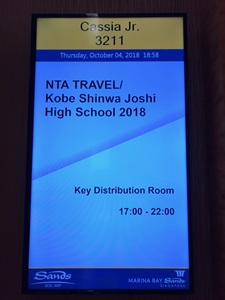 Cassia Jr.
3211
Thursday, October 04, 2018 18:58
NTA TRAVEL/
Kobe Shinwa Joshi
High School 2018
Key Distribution Room
17:00 - 22:00
Sands
MARINA BAY Sands
SINGAPORE